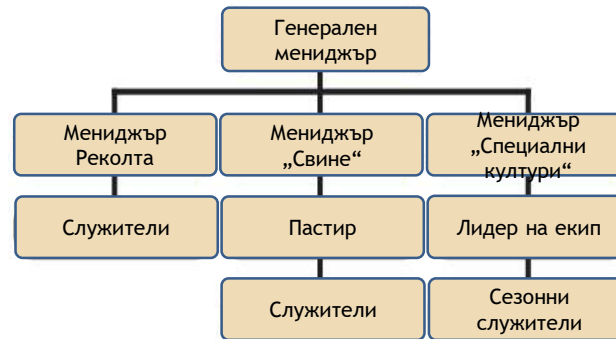 Генерален
мениджър
Мениджър
Реколта
Мениджър
„Свине“
Мениджър
„Специални
култури“
Служители
Пастир
Лидер на екип
Служители
Сезонни
служители